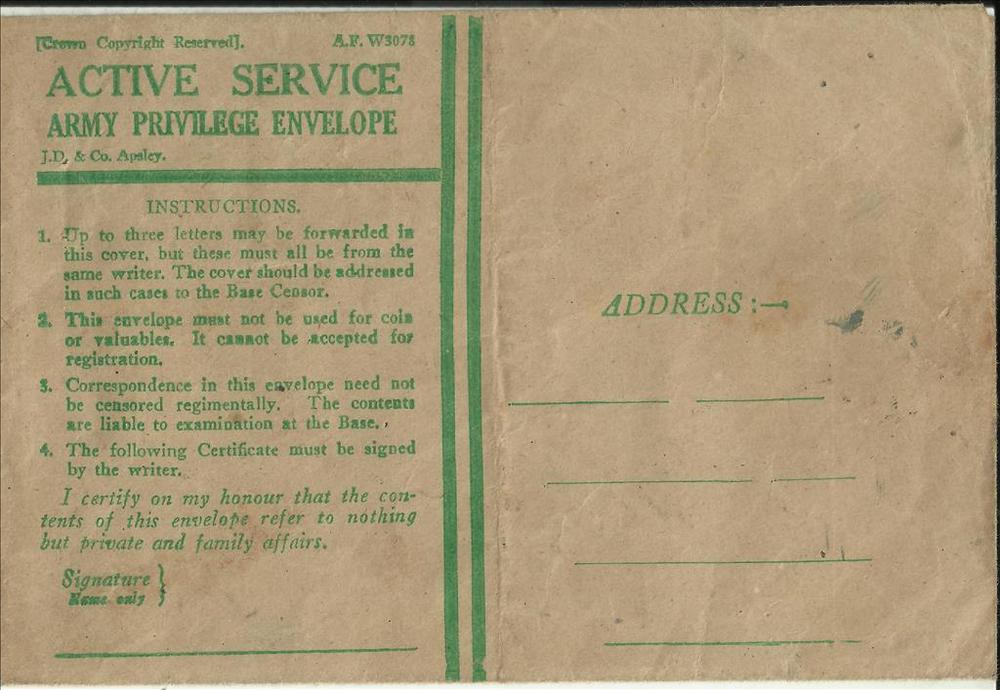 [Crown Copyright Reserved]. A.F. W3078
ACTIVE SERVICE
ARMY PRIVILEGE ENVELOPE
J.D. & Co. Apsley.
INSTRUCTIONS.
1. Up to three letters may be forwarded in
this cover, but these must all be from the
same writer. The cover should be addressed
in such cases to the Base Censor.
2. This envelope must not be used for coin
or valuables. It cannot be accepted for
registration.
3. Correspondence in this envelope need not
be censored regimentally. The contents
are liable to examination at the Base.
4. The following Certificate must be signed
by the writer.
I certify on my honour that the con-
tents of this envelope refer to nothing
but private and family affairs.
Signature }
Name only
ADDRESS :—